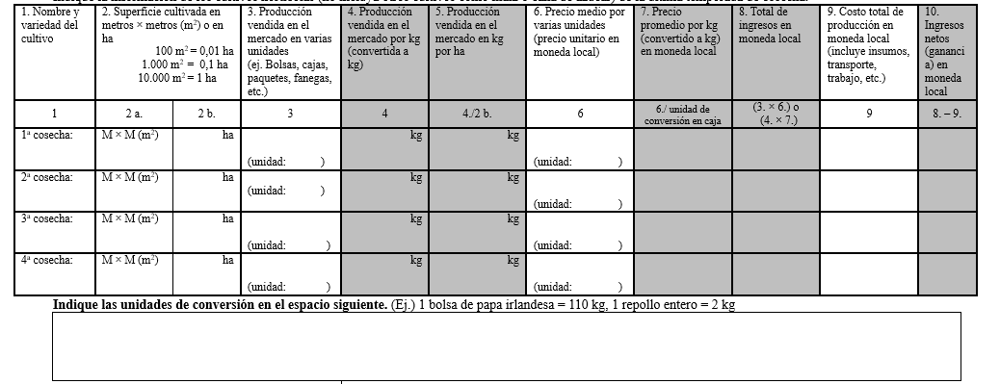 1. Nombre y
variedad del
cultivo
2. Superficie cultivada en
metros × metros (m²) o en
ha
100 m² = 0,01 ha
1.000 m² = 0,1 ha
10.000 m² = 1 ha
3. Producción
vendida en el
mercado en varias
unidades
(ej. Bolsas, cajas,
paquetes, fanegas,
etc.)
4. Producción
vendida en el
mercado por kg
(convertida a
kg)
5. Producción
vendida en el
mercado en kg
por ha
6. Precio medio por
varias unidades
(precio unitario en
moneda local)
7. Precio
promedio por kg
(convertido a kg)
en moneda local
8. Total de
ingresos en
moneda local
9. Costo total de
producción en
moneda local
(incluye insumos,
transporte,
trabajo, etc.)
10.
Ingresos
netos
(gananci
a) en
moneda
local
1 2 a. 2 b. 3 4 4./2 b. 6 6./ unidad de
conversión en caja
(3. × 6.) o
(4. × 7.)
9 8. – 9.
1ª cosecha: M × M (m²) ha kg kg
(unidad: ) (unidad: )
2ª cosecha: M × M (m²) ha kg kg
(unidad: ) (unidad: )
3ª cosecha: M × M (m²) ha kg kg
(unidad: ) (unidad: )
4ª cosecha: M × M (m²) ha kg kg
(unidad: ) (unidad: )
Indique las unidades de conversión en el espacio siguiente. (Ej.) 1 bolsa de papa irlandesa = 110 kg, 1 repollo entero = 2 kg